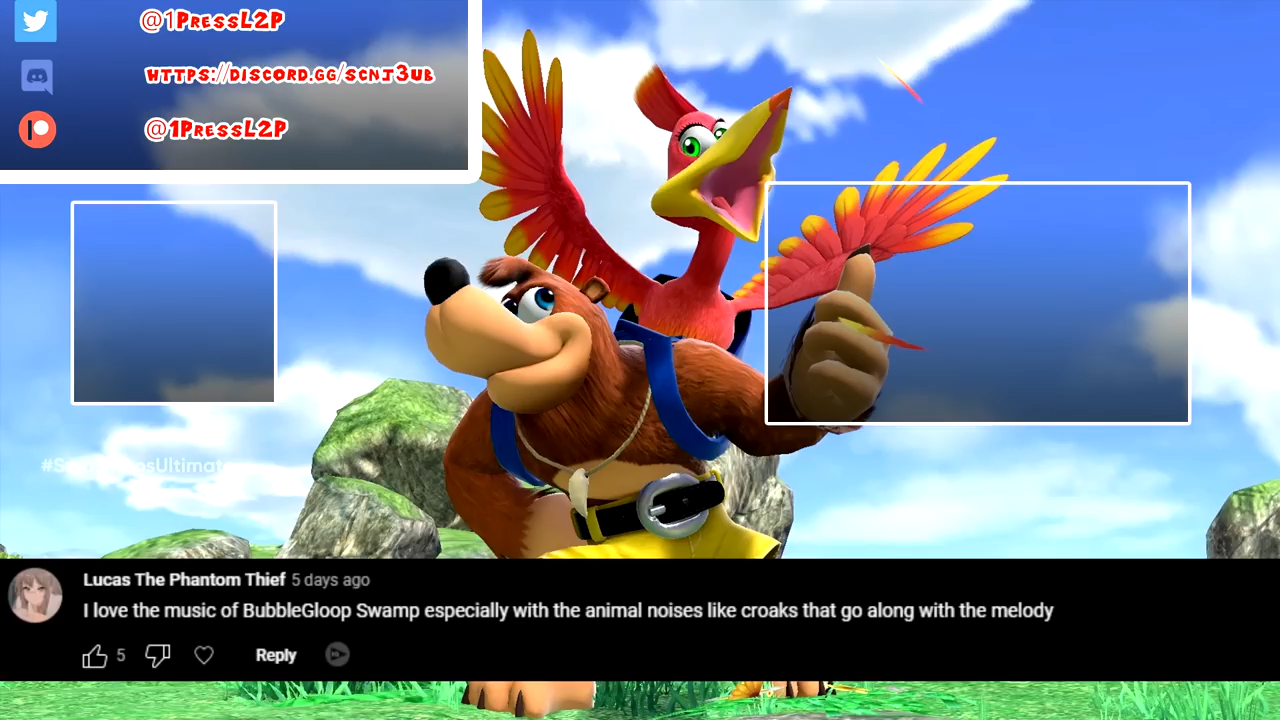 @1PressL2P
https://discord.gg/scnj3ub
@1PressL2P
Lucas The Phantom Thief 5 days ago
I love the music of BubbleGloop Swamp especially with the animal noises like croaks that go along with the melody
5
Reply